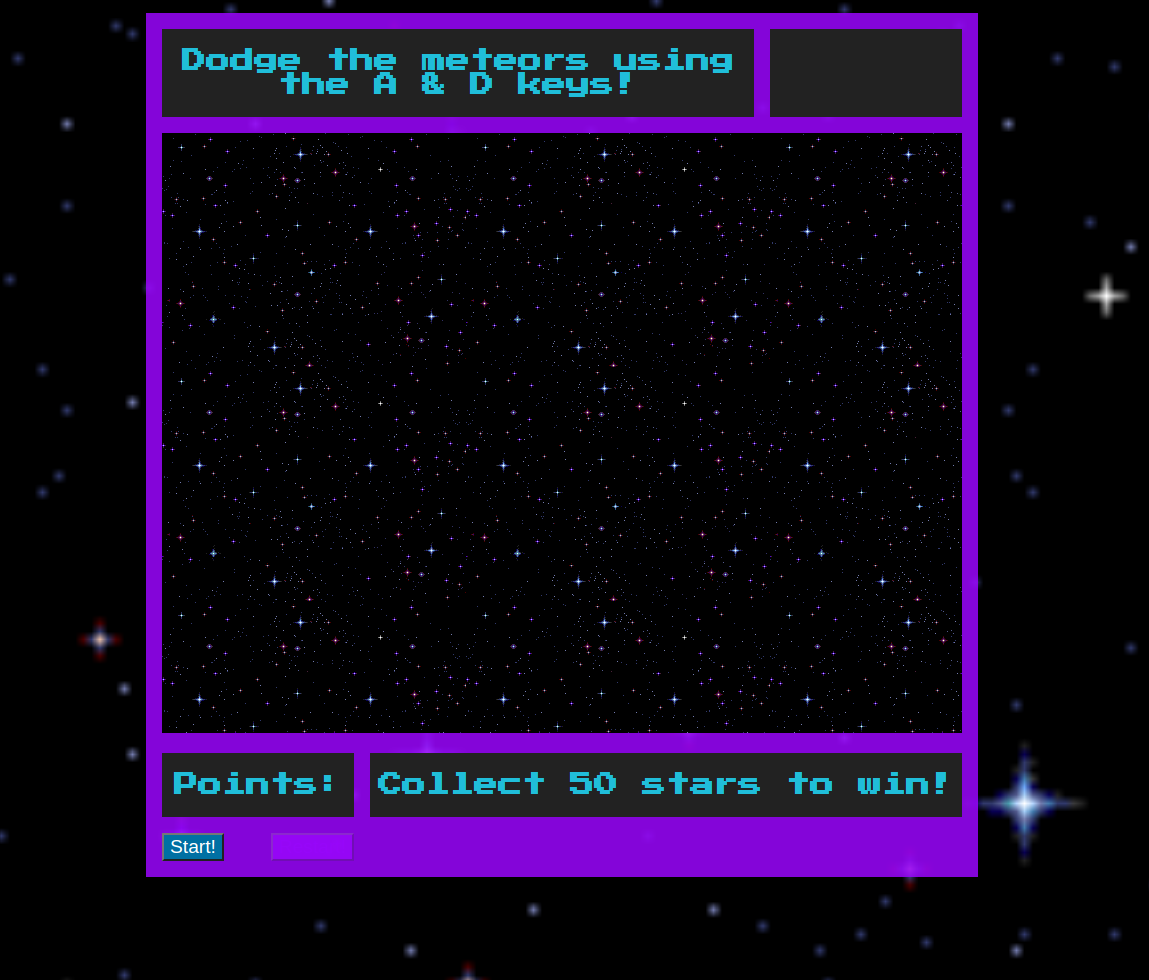 Dodge the meteors using
the A & D keys!
Points:
Collect 50 stars to win!
Start!